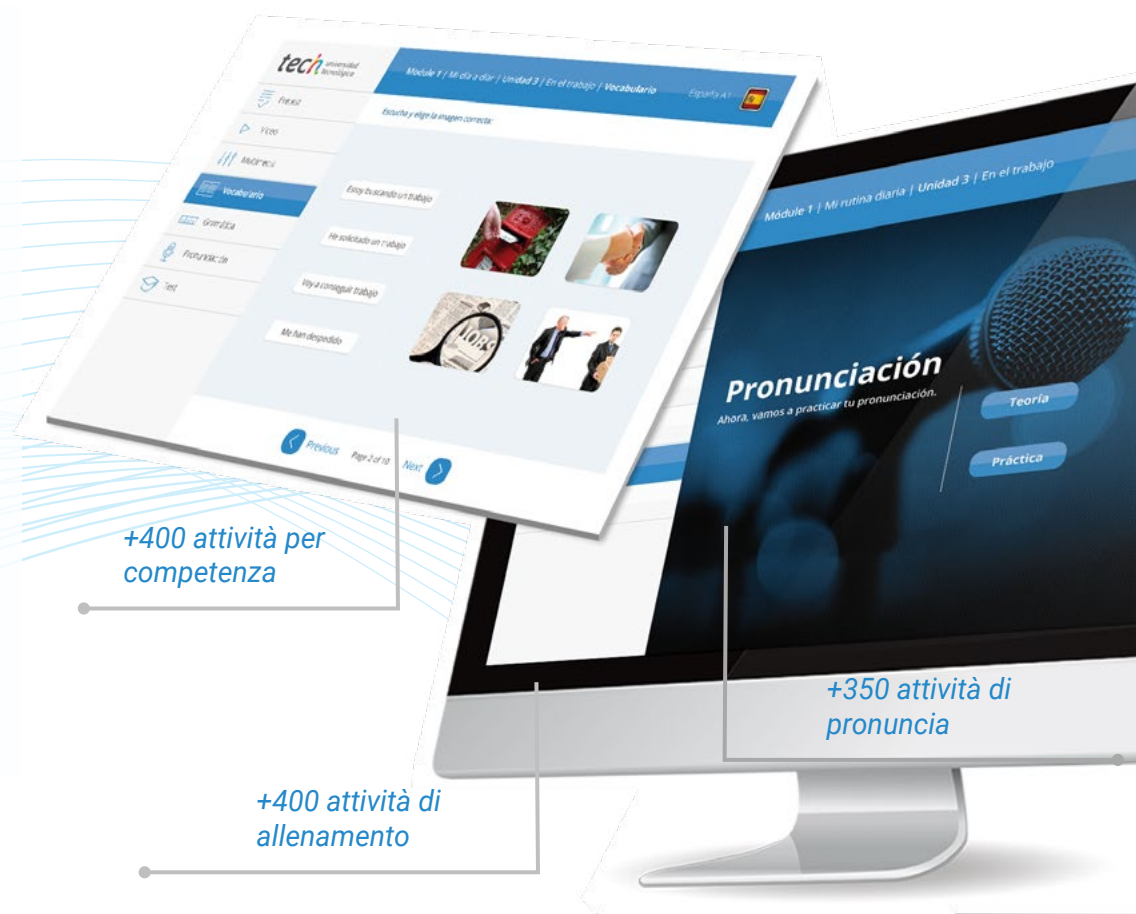 tech universidad
tecnológica
Module 1 | Mi día a diar | Unidad 3 | En el trabajo | Vocabulario
España A1
Escucha y elige la imagen correcta:
Vídeo
Multimedia
Vocabulario
Gramática
Pronunciación
Test
Estoy buscando un trabajo
He solicitado un trabajo
Voy a conseguir trabajo
Me han despedido
JOBS
Previous
Page 2 of 10
Next
Módule 1 | Mi rutina diaria | Unidad 3 | En el trabajo
Pronunciación
Ahora, vamos a practicar tu pronunciación.
Teoría
Práctica
+400 attività per
competenza
+350 attività di
pronuncia
+400 attività di
allenamento